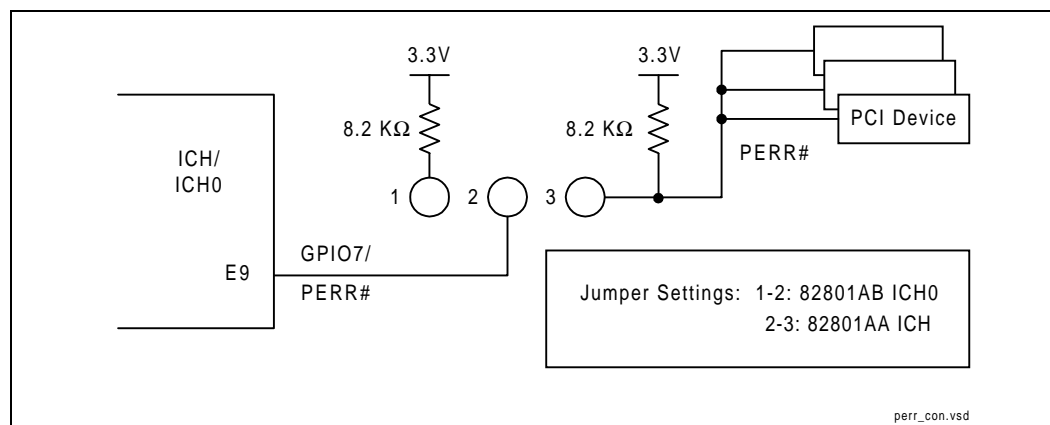 3.3V
3.3V
8.2 KΩ
8.2 KΩ
PCI Device
PERR#
ICH/
ICH0
1
2
3
GPIO7/
E9
PERR#
Jumper Settings: 1-2: 82801AB ICH0
2-3: 82801AA ICH
perr_con.vsd